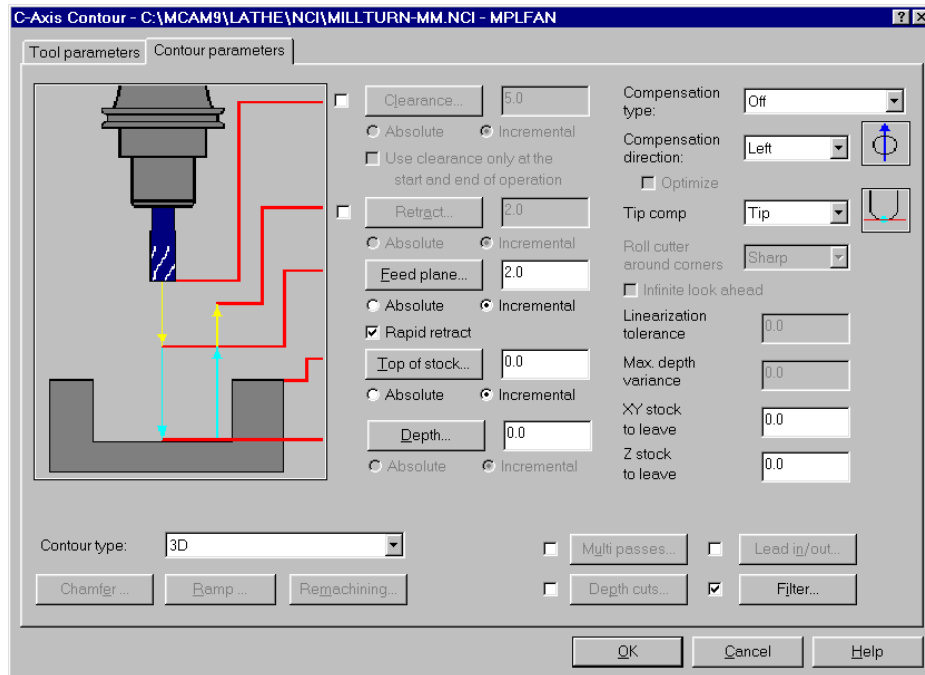 C-Axis Contour - C:\MCAM9\LATHE\NCI\MILLTURN-MM.NCI - MPLFAN
Tool parameters
Contour parameters
Clearance...
5.0
Absolute
Incremental
Use clearance only at the
start and end of operation
Retract...
2.0
Absolute
Incremental
Feed plane...
2.0
Absolute
Incremental
Rapid retract
Top of stock...
0.0
Absolute
Incremental
Depth...
0.0
Absolute
Incremental
Compensation
type:
Off
Compensation
direction:
Left
Optimize
Tip comp
Tip
Roll cutter
around corners
Sharp
Infinite look ahead
Linearization
tolerance
0.0
Max. depth
variance
0.0
XY stock
to leave
0.0
Z stock
to leave
0.0
Contour type:
3D
Chamfer ...
Ramp ...
Remachining...
Multi passes...
Lead in/out...
Depth cuts...
Filter...
OK
Cancel
Help